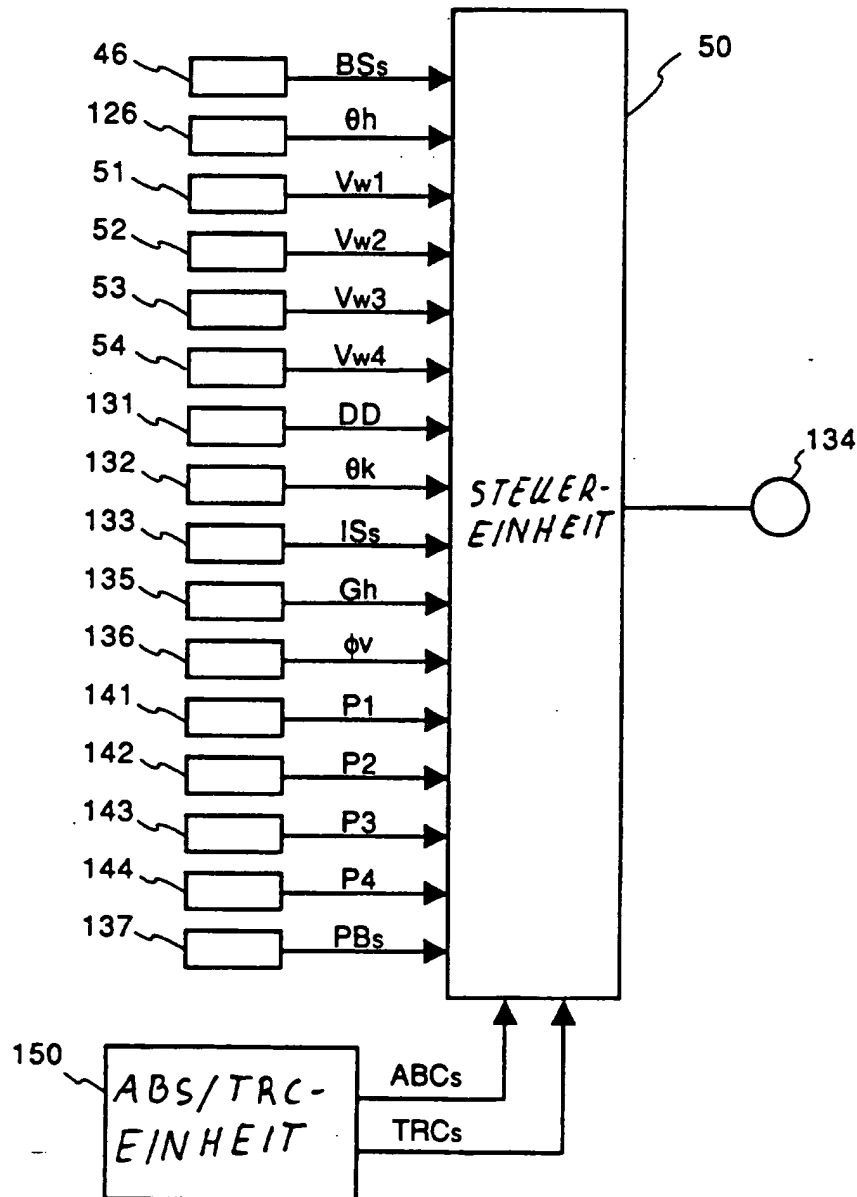 46 BSs 50
126 θh
51 Vw1
52 Vw2
53 Vw3
54 Vw4
131 DD
134
132 θk
STEUER-
EINHEIT
133 ISs
135 Gh
136 ϕv
141 P1
142 P2
143 P3
144 P4
137 PBs
150 ABS/TRC-
EINHEIT
ABCs
TRCs